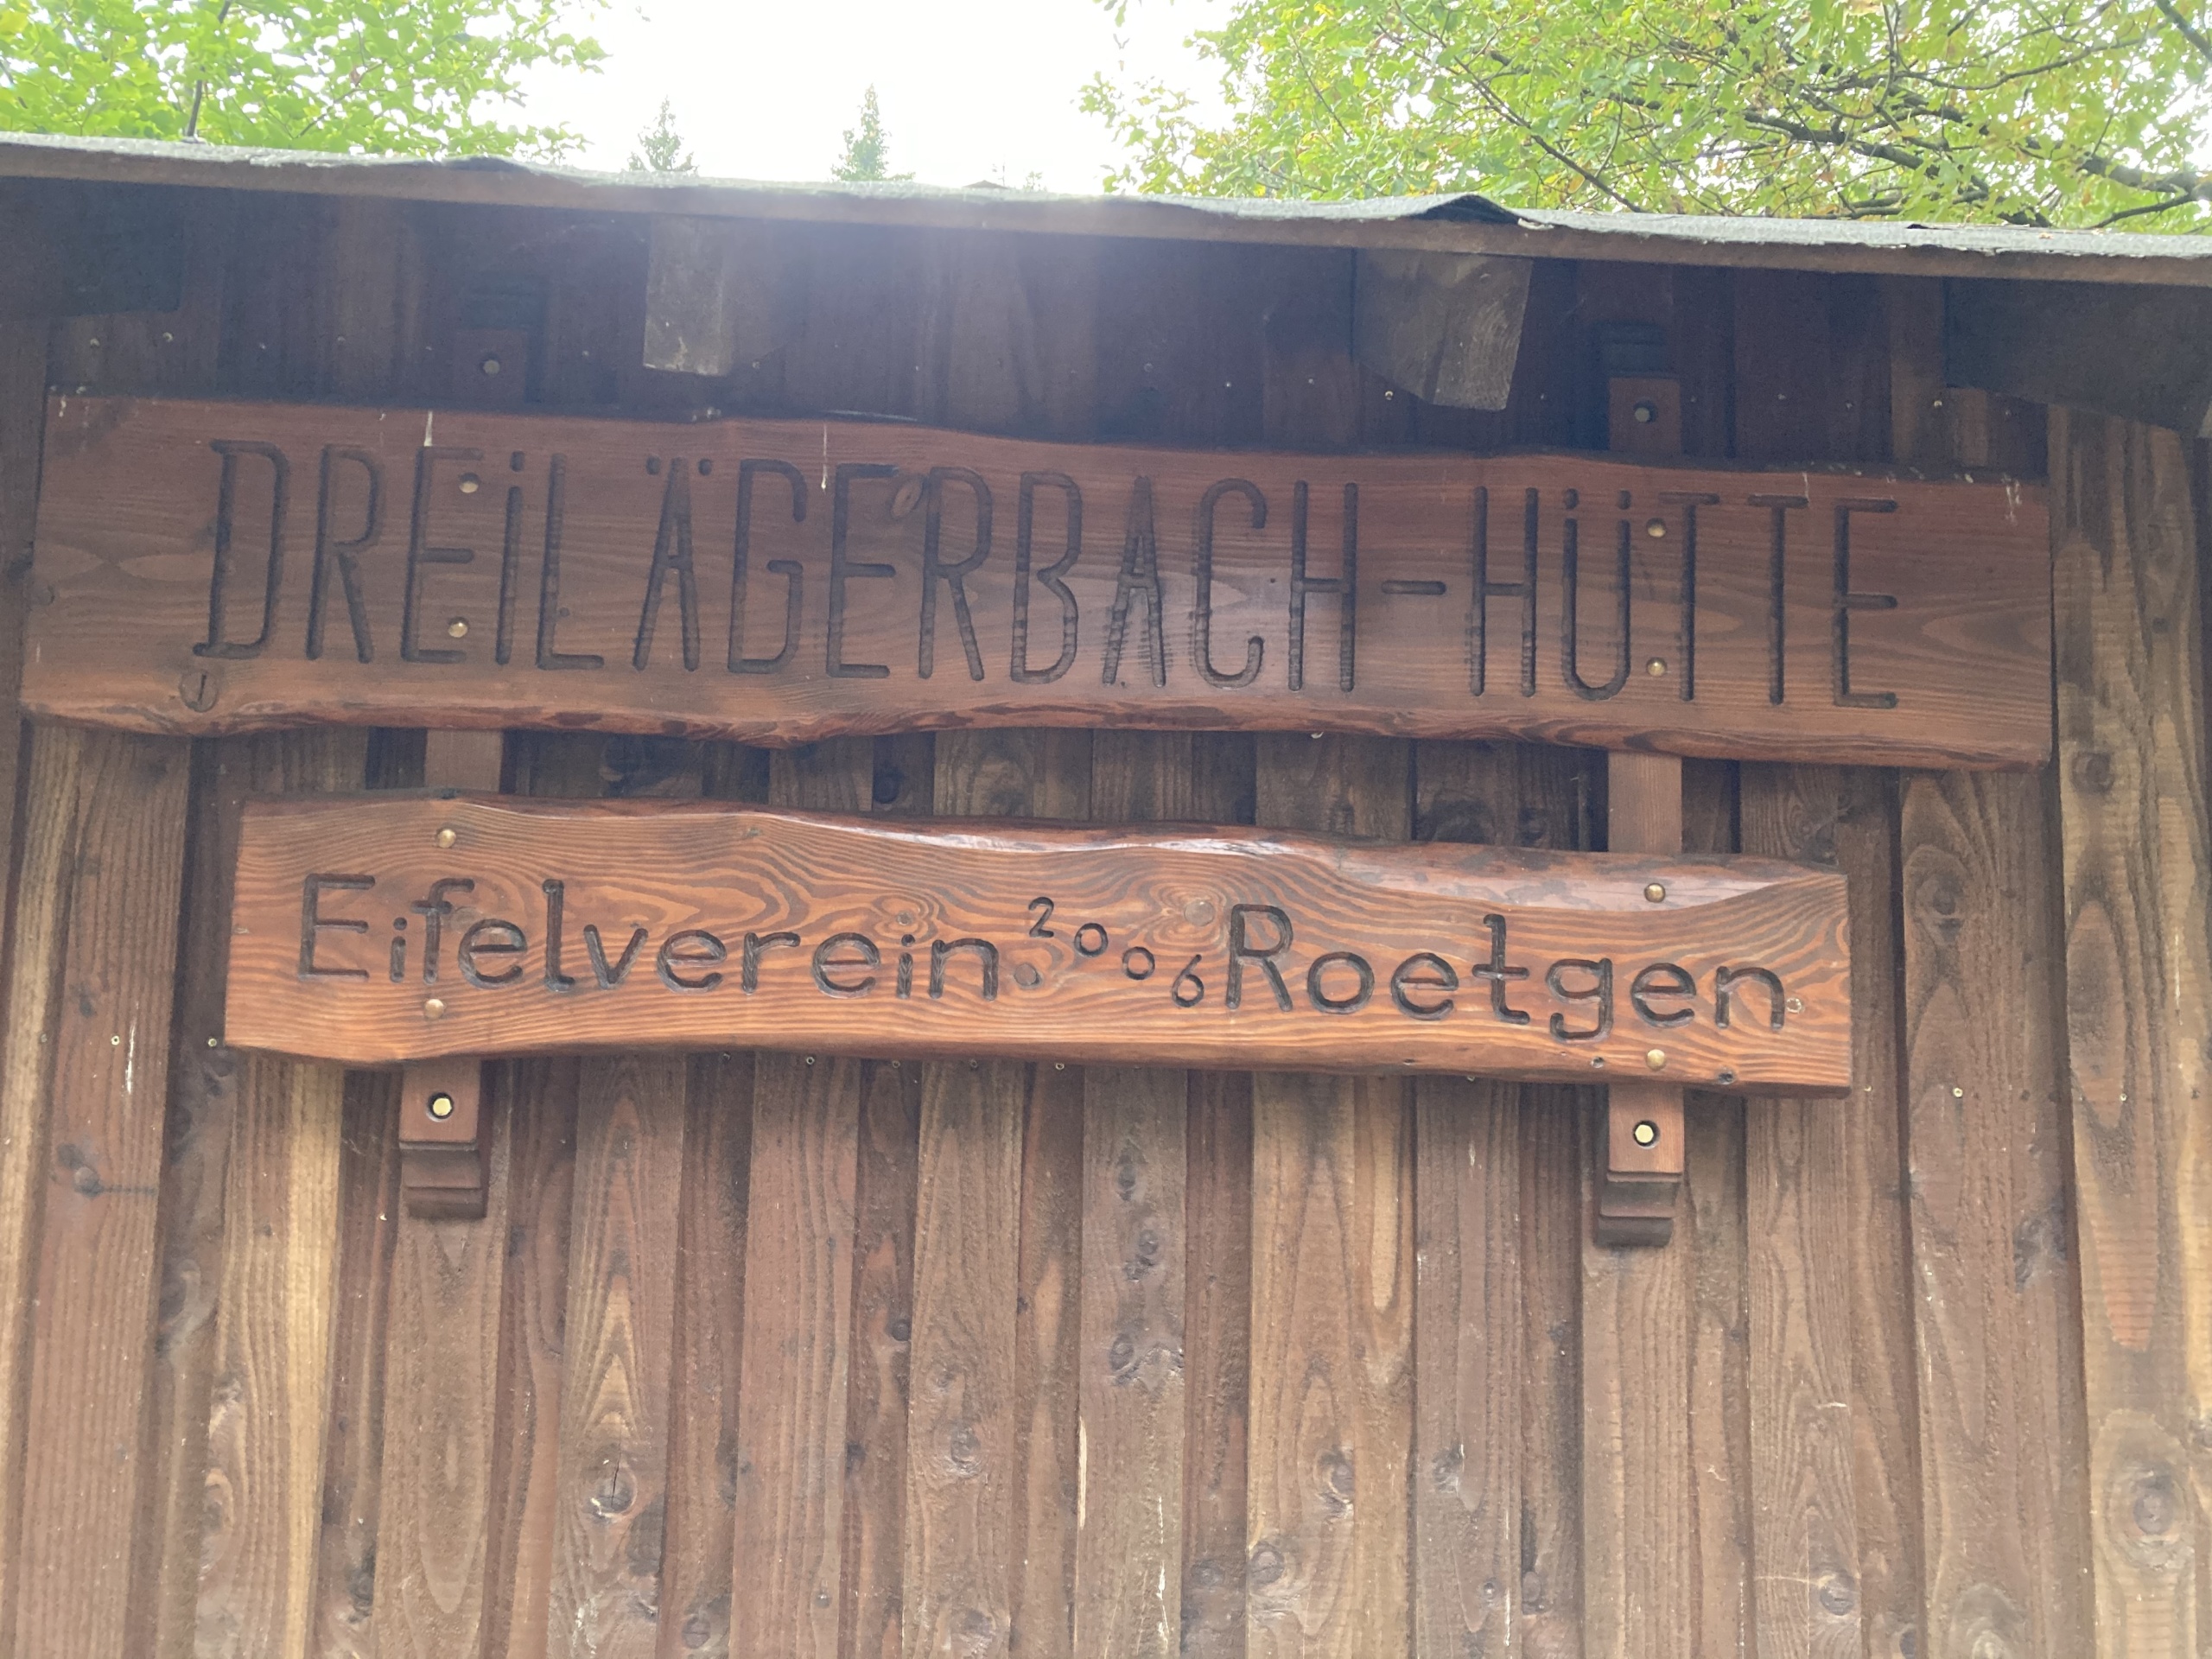 DREiLÄGERBACH-HÜTTE
Eifelverein 2006 Roetgen